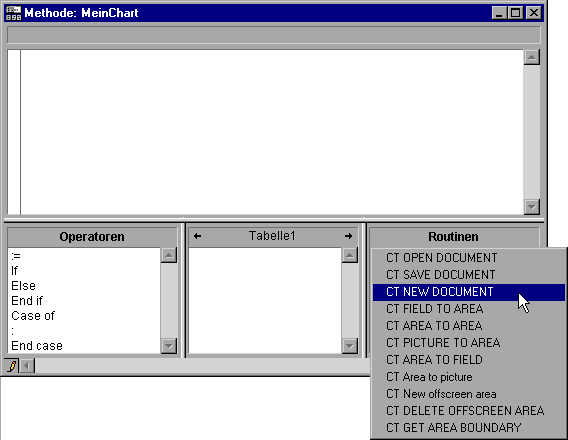 Methode: MeinChart
Operatoren
:=
If
Else
End if
Case of
:
End case
Tabelle1
Routinen
CT OPEN DOCUMENT
CT SAVE DOCUMENT
CT NEW DOCUMENT
CT FIELD TO AREA
CT AREA TO AREA
CT PICTURE TO AREA
CT AREA TO FIELD
CT Area to picture
CT New offscreen area
CT DELETE OFFSCREEN AREA
CT GET AREA BOUNDARY